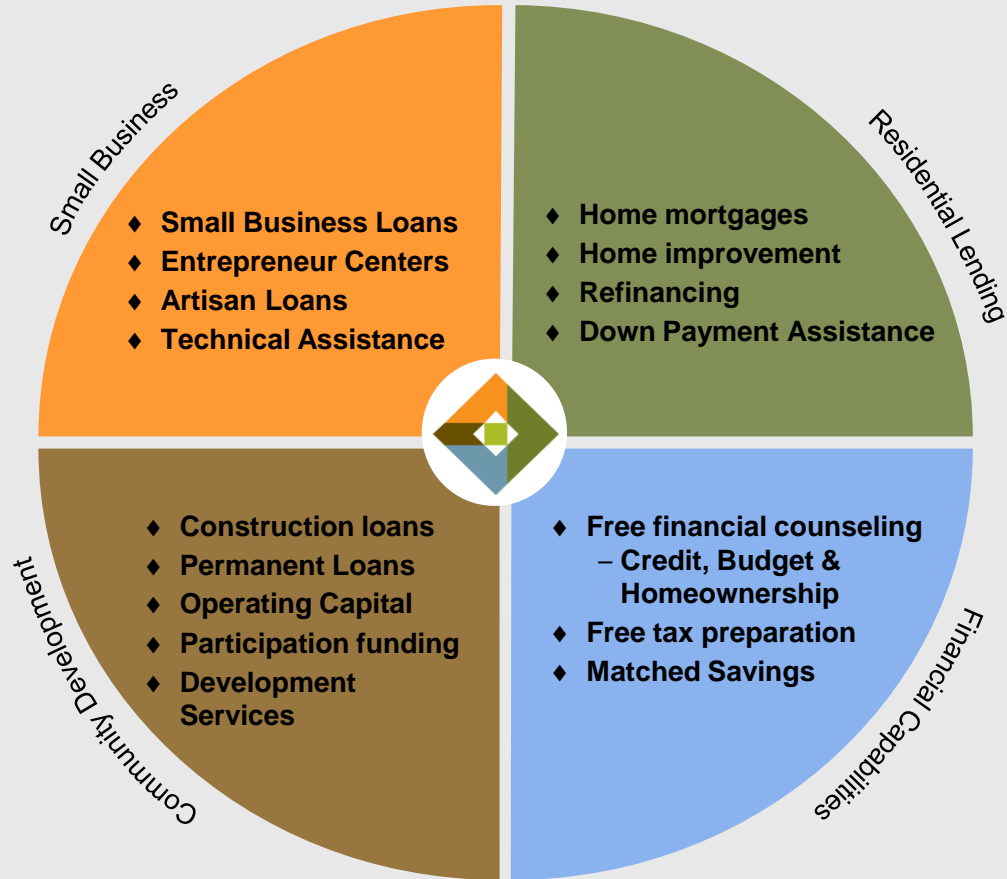 Small Business
♦ Small Business Loans
♦ Entrepreneur Centers
♦ Artisan Loans
♦ Technical Assistance
Residential Lending
♦ Home mortgages
♦ Home improvement
♦ Refinancing
♦ Down Payment Assistance
Community Development
♦ Construction loans
♦ Permanent Loans
♦ Operating Capital
♦ Participation funding
♦ Development
Services
Financial Capabilities
♦ Free financial counseling
– Credit, Budget &
Homeownership
♦ Free tax preparation
♦ Matched Savings